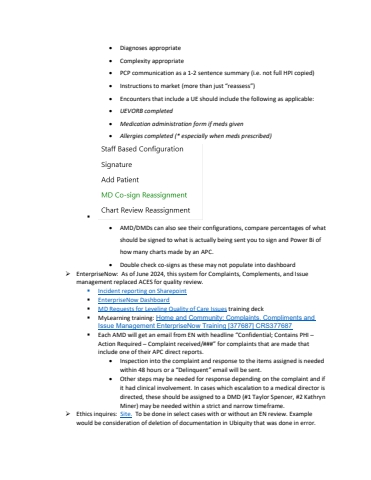 • Diagnoses appropriate
• Complexity appropriate
• PCP communication as a 1-2 sentence summary (i.e. not full HPI copied)
• Instructions to market (more than just "reassess")
• Encounters that include a UE should include the following as applicable:
• UEVORB completed
• Medication administration form if meds given
• Allergies completed (* especially when meds prescribed)
Staff Based Configuration
Signature
Add Patient
MD Co-sign Reassignment
Chart Review Reassignment
• AMD/DMDs can also see their configurations, compare percentages of what
should be signed to what is actually being sent you to sign and Power Bi of
how many charts made by an APC.
• Double check co-signs as these may not populate into dashboard
➢ EnterpriseNow: As of June 2024, this system for Complaints, Complements, and Issue
management replaced ACES for quality review.
▪ Incident reporting on Sharepoint
▪ EnterpriseNow Dashboard
▪ MD Requests for Leveling Quality of Care Issues training deck
▪ MyLearning training: Home and Community: Complaints, Compliments and
Issue Management EnterpriseNow Training [377687] CRS377687
▪ Each AMD will get an email from EN with headline "Confidential; Contains PHI –
Action Required – Complaint received/###" for complaints that are made that
include one of their APC direct reports.
• Inspection into the complaint and response to the items assigned is needed
within 48 hours or a "Delinquent" email will be sent.
• Other steps may be needed for response depending on the complaint and if
it had clinical involvement. In cases which escalation to a medical director is
directed, these should be assigned to a DMD (#1 Taylor Spencer, #2 Kathryn
Miner) may be needed within a strict and narrow timeframe.
➢ Ethics inquires: Site. To be done in select cases with or without an EN review. Example
would be consideration of deletion of documentation in Ubiquity that was done in error.